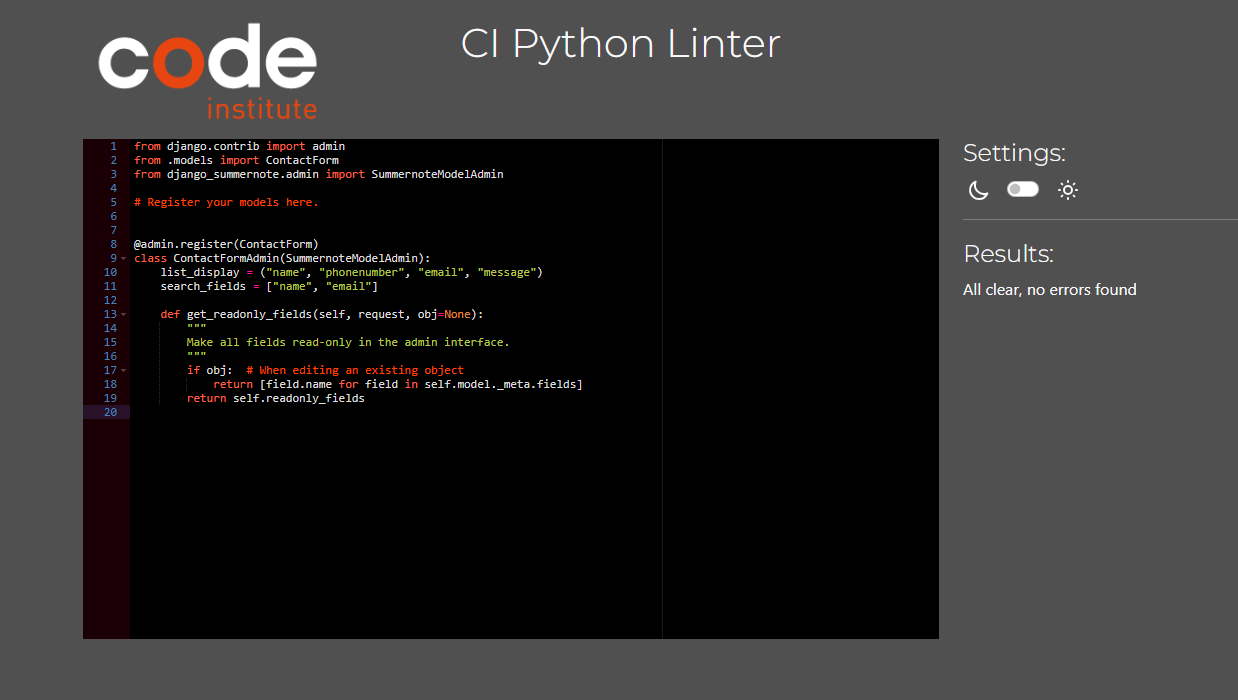 code
institute
CI Python Linter
1 from django.contrib import admin
2 from .models import ContactForm
3 from django_summernote.admin import SummernoteModelAdmin
4
5 # Register your models here.
6
7
8 @admin.register(ContactForm)
9 class ContactFormAdmin(SummernoteModelAdmin):
10     list_display = ("name", "phonenumber", "email", "message")
11     search_fields = ["name", "email"]
12
13     def get_readonly_fields(self, request, obj=None):
14         """
15         Make all fields read-only in the admin interface.
16         """
17         if obj:  # When editing an existing object
18             return [field.name for field in self.model._meta.fields]
19         return self.readonly_fields
20
Settings:
Results:
All clear, no errors found